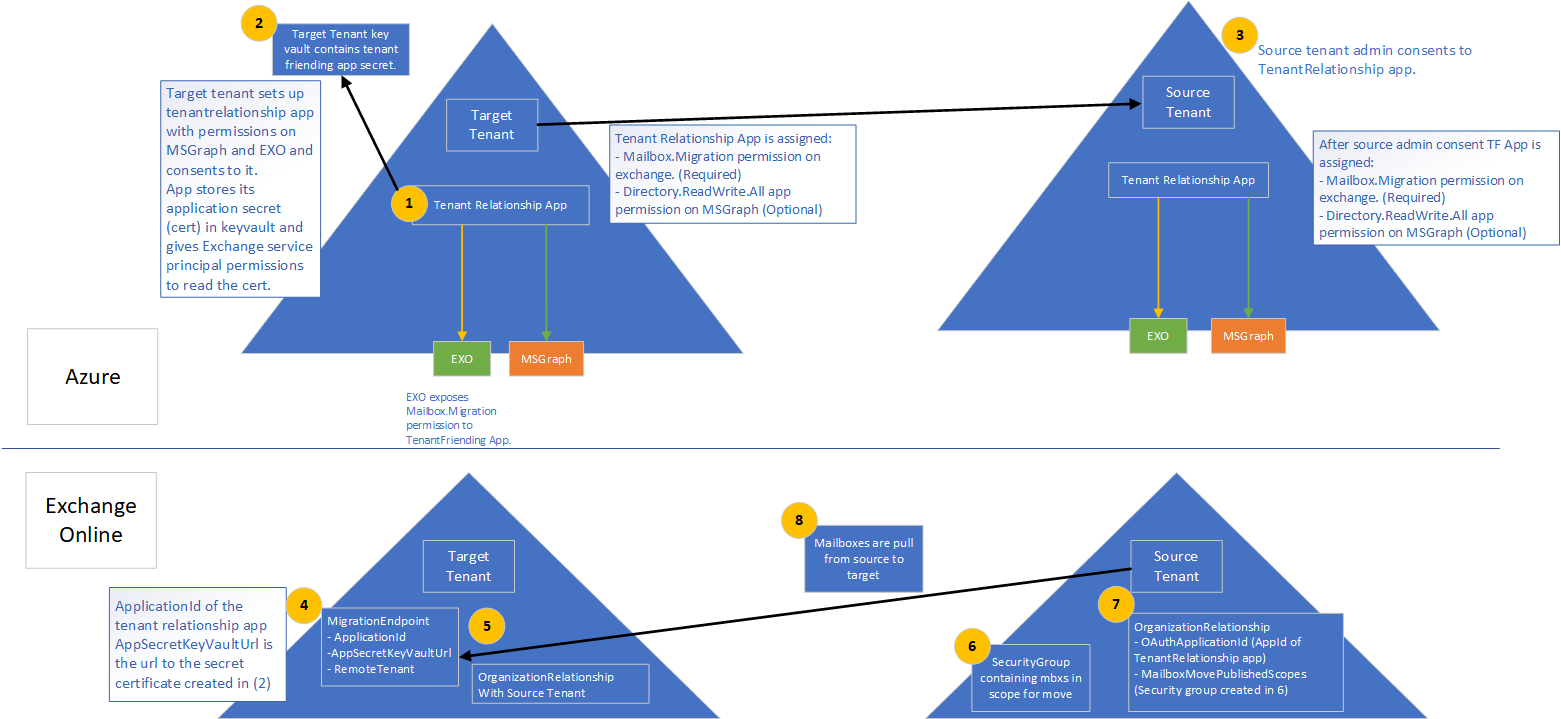 2
Target Tenant key
vault contains tenant
friending app secret.
Target tenant sets up
tenantrelationship app
with permissions on
MSGraph and EXO and
consents to it.
App stores its
application secret
(cert) in keyvault and
gives Exchange service
principal permissions
to read the cert.
Target
Tenant
Tenant Relationship App is assigned:
- Mailbox.Migration permission on
exchange. (Required)
- Directory.ReadWrite.All app
permission on MSGraph (Optional)
1
Tenant Relationship App
EXO
MSGraph
EXO exposes
Mailbox.Migration
permission to
TenantFriending App.
3
Source tenant admin consents to
TenantRelationship app.
Source
Tenant
After source admin consent TF App is
assigned:
- Mailbox.Migration permission on
exchange. (Required)
- Directory.ReadWrite.All app
permission on MSGraph (Optional)
Tenant Relationship App
EXO
MSGraph
Azure
Exchange
Online
Target
Tenant
ApplicationId of the
tenant relationship app
AppSecretKeyVaultUrl is
the url to the secret
certificate created in (2)
4
MigrationEndpoint
- ApplicationId
-AppSecretKeyVaultUrl
- RemoteTenant
5
OrganizationRelationship
With Source Tenant
8
Mailboxes are pull
from source to
target
Source
Tenant
6
SecurityGroup
containing mbxs in
scope for move
7
OrganizationRelationship
- OAuthApplicationId (AppId of
TenantRelationship app)
- MailboxMovePublishedScopes
(Security group created in 6)